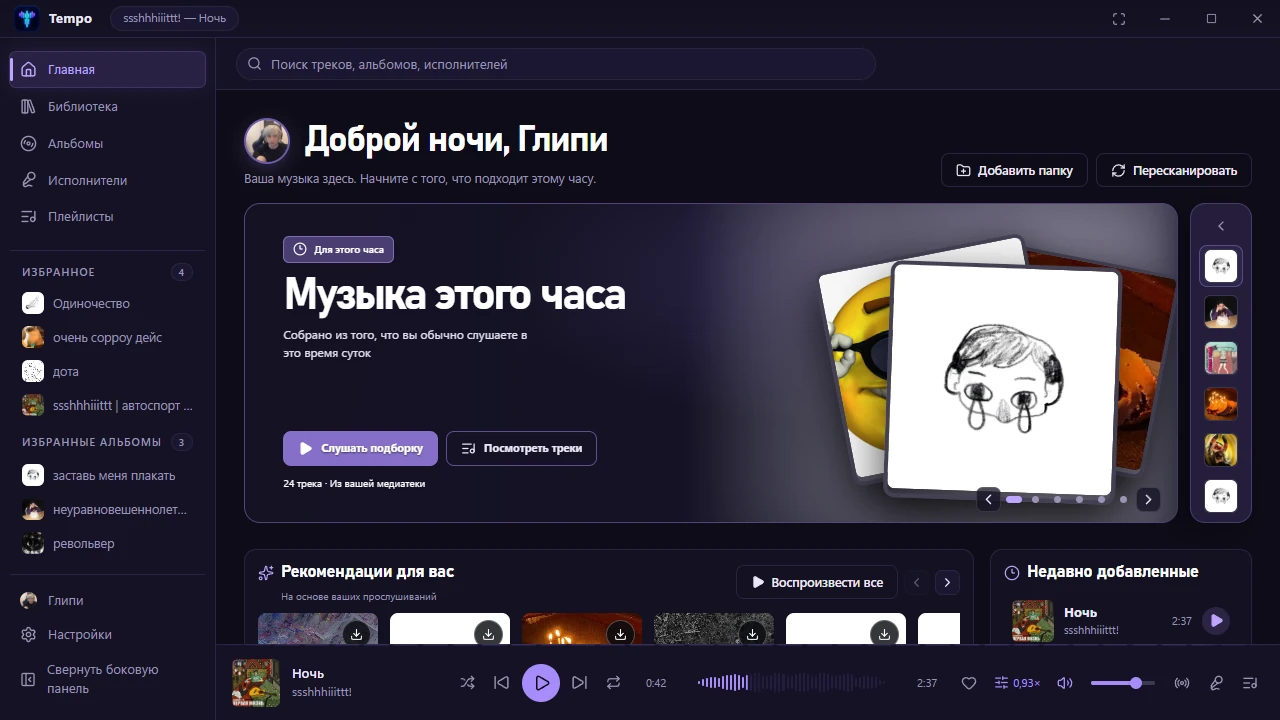 Tempo
ssshhhiiittt! — Ночь
Поиск треков, альбомов, исполнителей
Главная
Библиотека
Альбомы
Исполнители
Плейлисты
ИЗБРАННОЕ 4
Одиночество
очень сорроу дейс
дота
ssshhhiiittt | автоспорт ...
ИЗБРАННЫЕ АЛЬБОМЫ 3
заставь меня плакать
неуравновешеннолет...
револьвер
Глипи
Настройки
Свернуть боковую
панель
Доброй ночи, Глипи
Ваша музыка здесь. Начните с того, что подходит этому часу.
Добавить папку
Пересканировать
Для этого часа
Музыка этого часа
Собрано из того, что вы обычно слушаете в
это время суток
Слушать подборку
Посмотреть треки
24 трека · Из вашей медиатеки
Рекомендации для вас
На основе ваших прослушиваний
Воспроизвести все
Недавно добавленные
Ночь
ssshhhiiittt!
2:37
Ночь
ssshhhiiittt!
0:42
2:37
0,93×